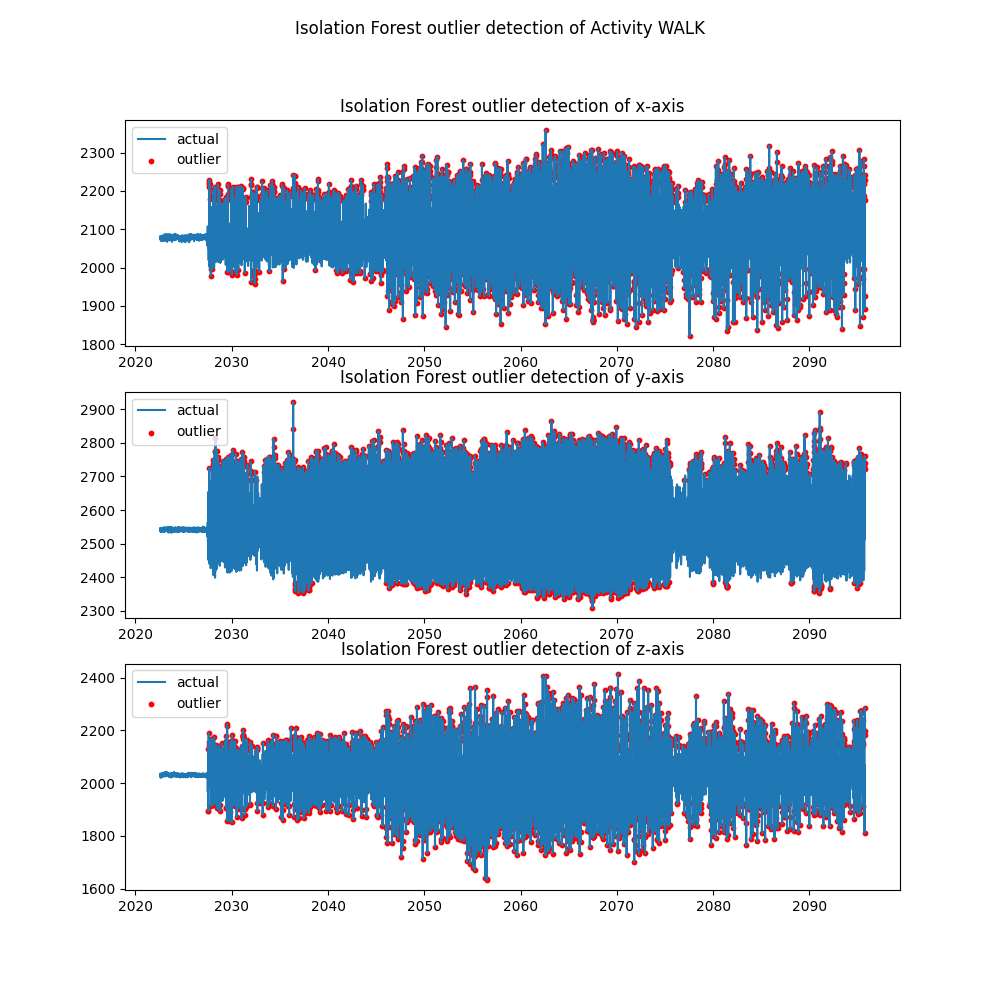 Isolation Forest outlier detection of Activity WALK
Isolation Forest outlier detection of x-axis
actual
outlier
2300
2200
2100
2000
1900
1800
2020 2030 2040 2050 2060 2070 2080 2090
Isolation Forest outlier detection of y-axis
actual
outlier
2900
2800
2700
2600
2500
2400
2300
2020 2030 2040 2050 2060 2070 2080 2090
Isolation Forest outlier detection of z-axis
actual
outlier
2400
2200
2000
1800
1600
2020 2030 2040 2050 2060 2070 2080 2090